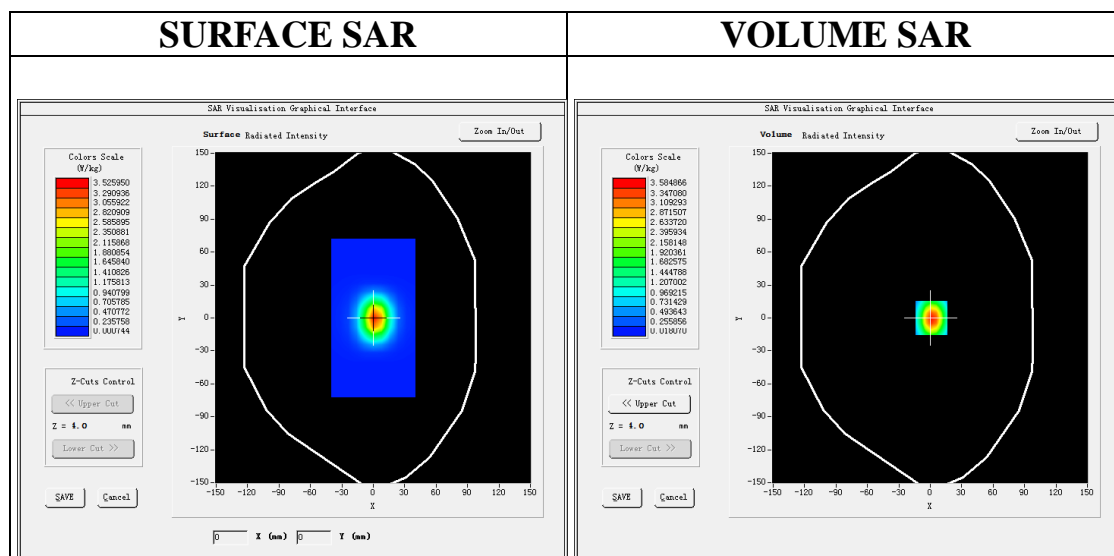 SURFACE SAR
VOLUME SAR
SAR Visualisation Graphical Interface
Surface Radiated Intensity
Zoom In/Out
Colors Scale
(W/kg)
3.525950
3.290936
3.055922
2.820909
2.585895
2.350881
2.115868
1.880854
1.645840
1.410826
1.175813
0.940799
0.705785
0.470772
0.235758
0.000744
150
120
90
60
30
0
-30
-60
-90
-120
-150
Y
-150 -120 -90 -60 -30 0 30 60 90 120 150
X
Z-Cuts Control
<< Upper Cut
Z = 4.0 mm
Lower Cut >>
SAVE Cancel
0 X (mm) 0 Y (mm)
SAR Visualisation Graphical Interface
Volume Radiated Intensity
Zoom In/Out
Colors Scale
(W/kg)
3.584866
3.347080
3.109293
2.871507
2.633720
2.395934
2.158148
1.920361
1.682575
1.444788
1.207002
0.969215
0.731429
0.493643
0.255856
0.018070
150
120
90
60
30
0
-30
-60
-90
-120
-150
Y
-150 -120 -90 -60 -30 0 30 60 90 120 150
X
Z-Cuts Control
<< Upper Cut
Z = 4.0 mm
Lower Cut >>
SAVE Cancel